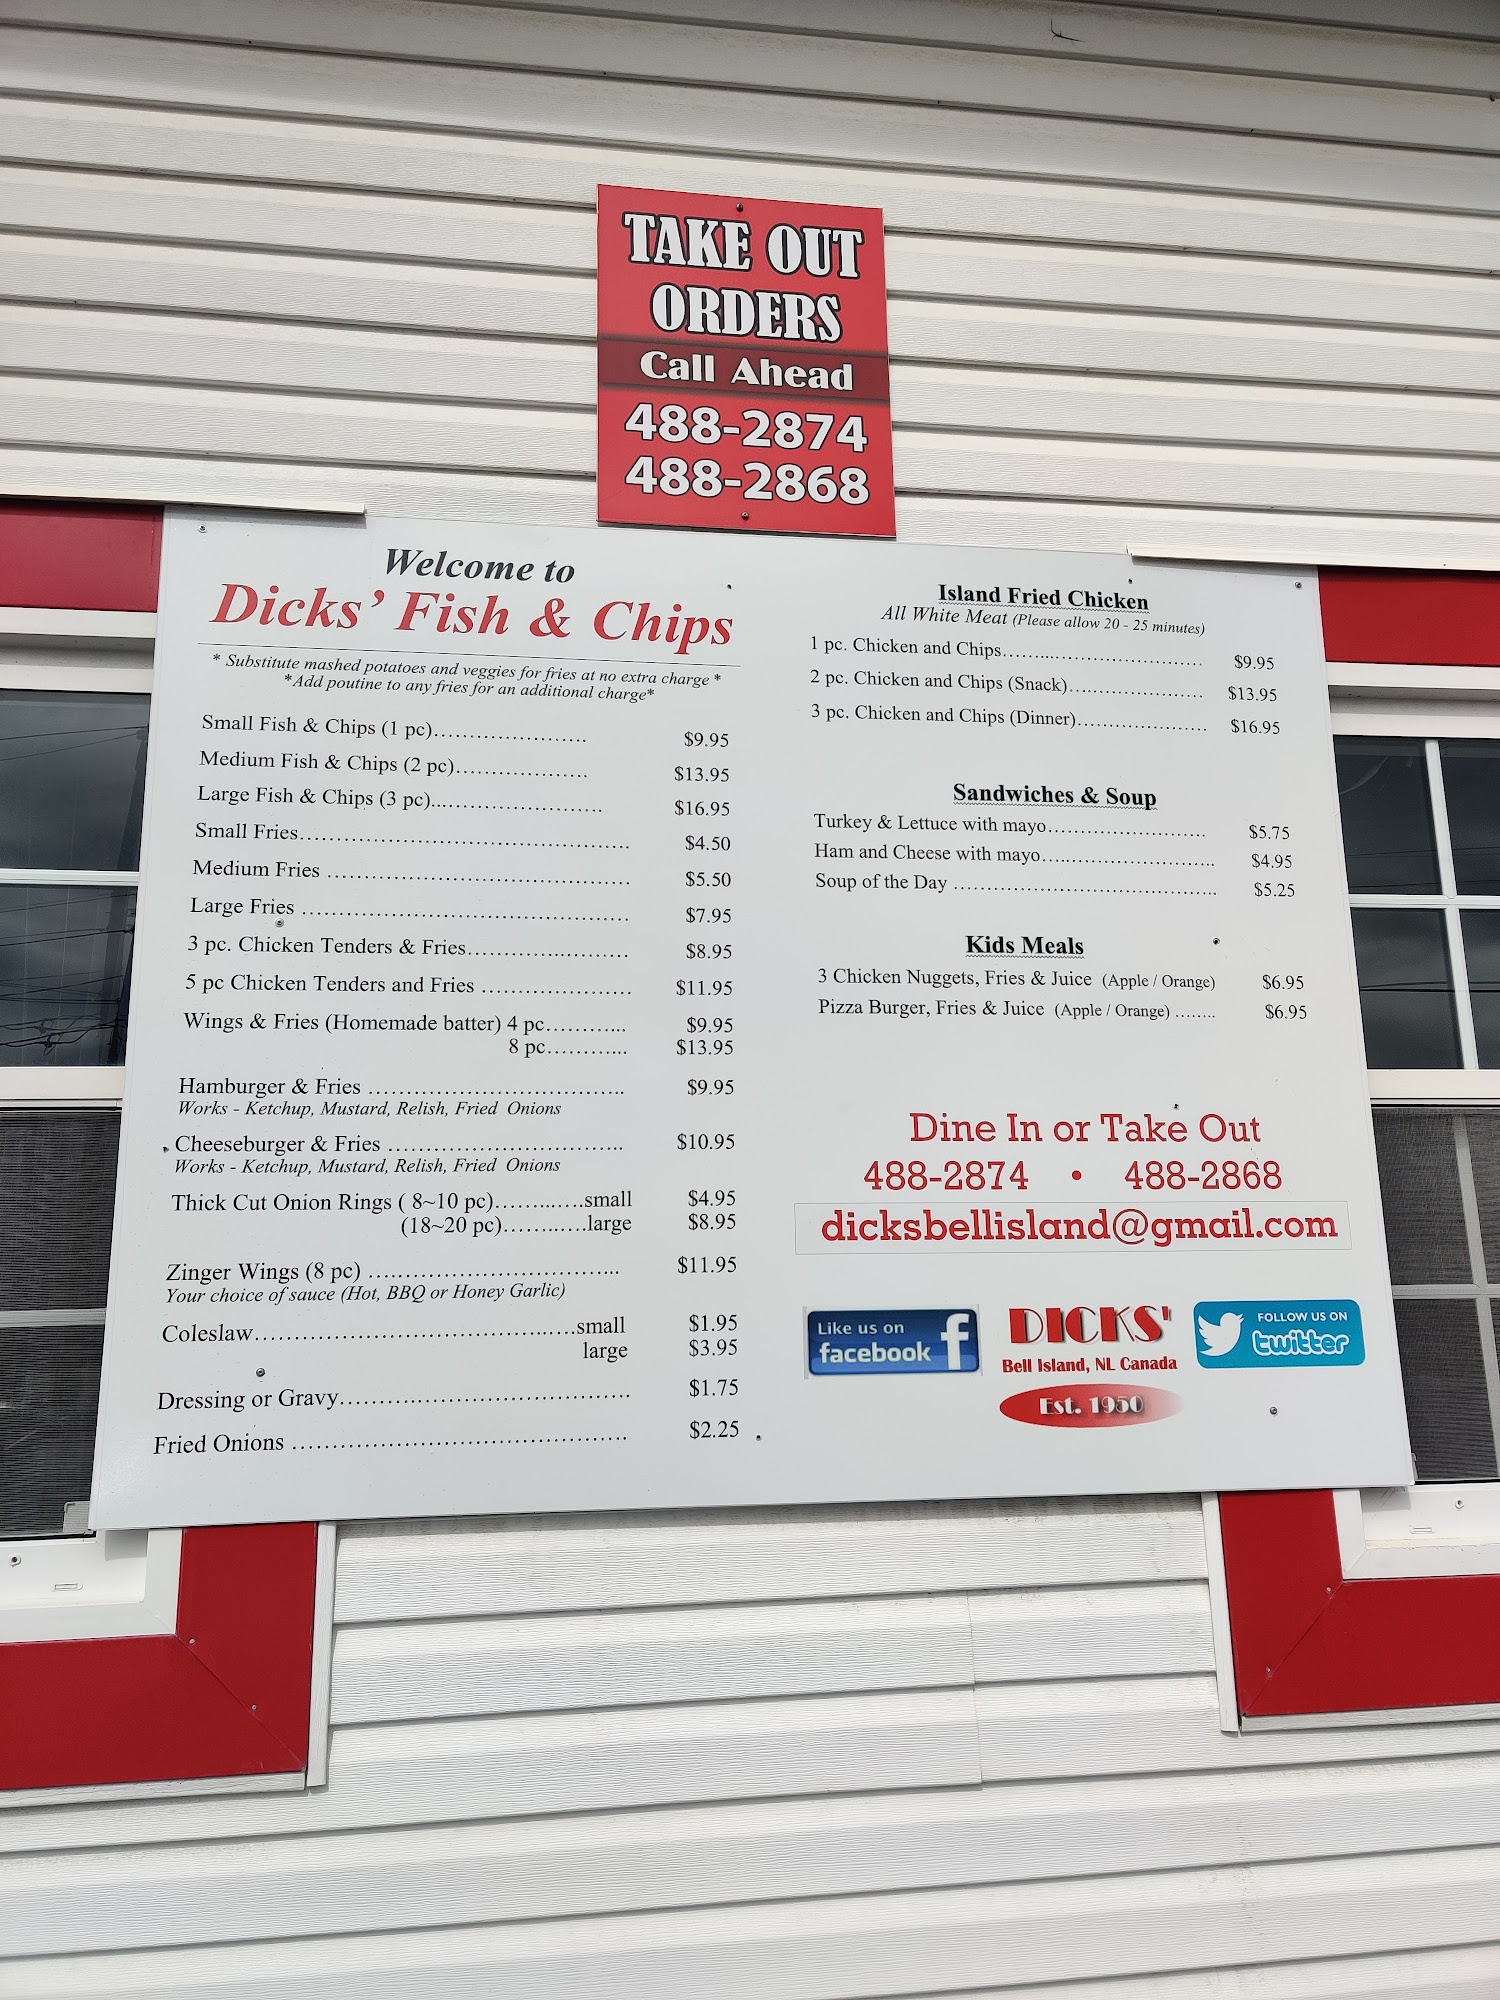 TAKE OUT
ORDERS
Call Ahead
488-2874
488-2868
Welcome to
Dicks' Fish & Chips
* Substitute mashed potatoes and veggies for fries at no extra charge *
*Add poutine to any fries for an additional charge*
Small Fish & Chips (1 pc)...................... $9.95
Medium Fish & Chips (2 pc)................... $13.95
Large Fish & Chips (3 pc)......................... $16.95
Small Fries......................................... $4.50
Medium Fries ...................................... $5.50
Large Fries ......................................... $7.95
3 pc. Chicken Tenders & Fries.................... $8.95
5 pc Chicken Tenders and Fries ................... $11.95
Wings & Fries (Homemade batter) 4 pc........... $9.95
8 pc........... $13.95
Hamburger & Fries ................................ $9.95
Works - Ketchup, Mustard, Relish, Fried Onions
Cheeseburger & Fries ............................. $10.95
Works - Ketchup, Mustard, Relish, Fried Onions
Thick Cut Onion Rings ( 8~10 pc)............small $4.95
(18~20 pc)...........large $8.95
Zinger Wings (8 pc) ............................... $11.95
Your choice of sauce (Hot, BBQ or Honey Garlic)
Coleslaw........................................small $1.95
large $3.95
Dressing or Gravy.................................... $1.75
Fried Onions .......................................... $2.25
Island Fried Chicken
All White Meat (Please allow 20 - 25 minutes)
1 pc. Chicken and Chips.............................. $9.95
2 pc. Chicken and Chips (Snack)..................... $13.95
3 pc. Chicken and Chips (Dinner).................... $16.95
Sandwiches & Soup
Turkey & Lettuce with mayo........................ $5.75
Ham and Cheese with mayo.......................... $4.95
Soup of the Day ........................................ $5.25
Kids Meals
3 Chicken Nuggets, Fries & Juice (Apple / Orange) $6.95
Pizza Burger, Fries & Juice (Apple / Orange) ........ $6.95
Dine In or Take Out
488-2874 • 488-2868
dicksbellisland@gmail.com
Like us on
facebook f
DICKS'
Bell Island, NL Canada
Est. 1950
FOLLOW US ON
twitter